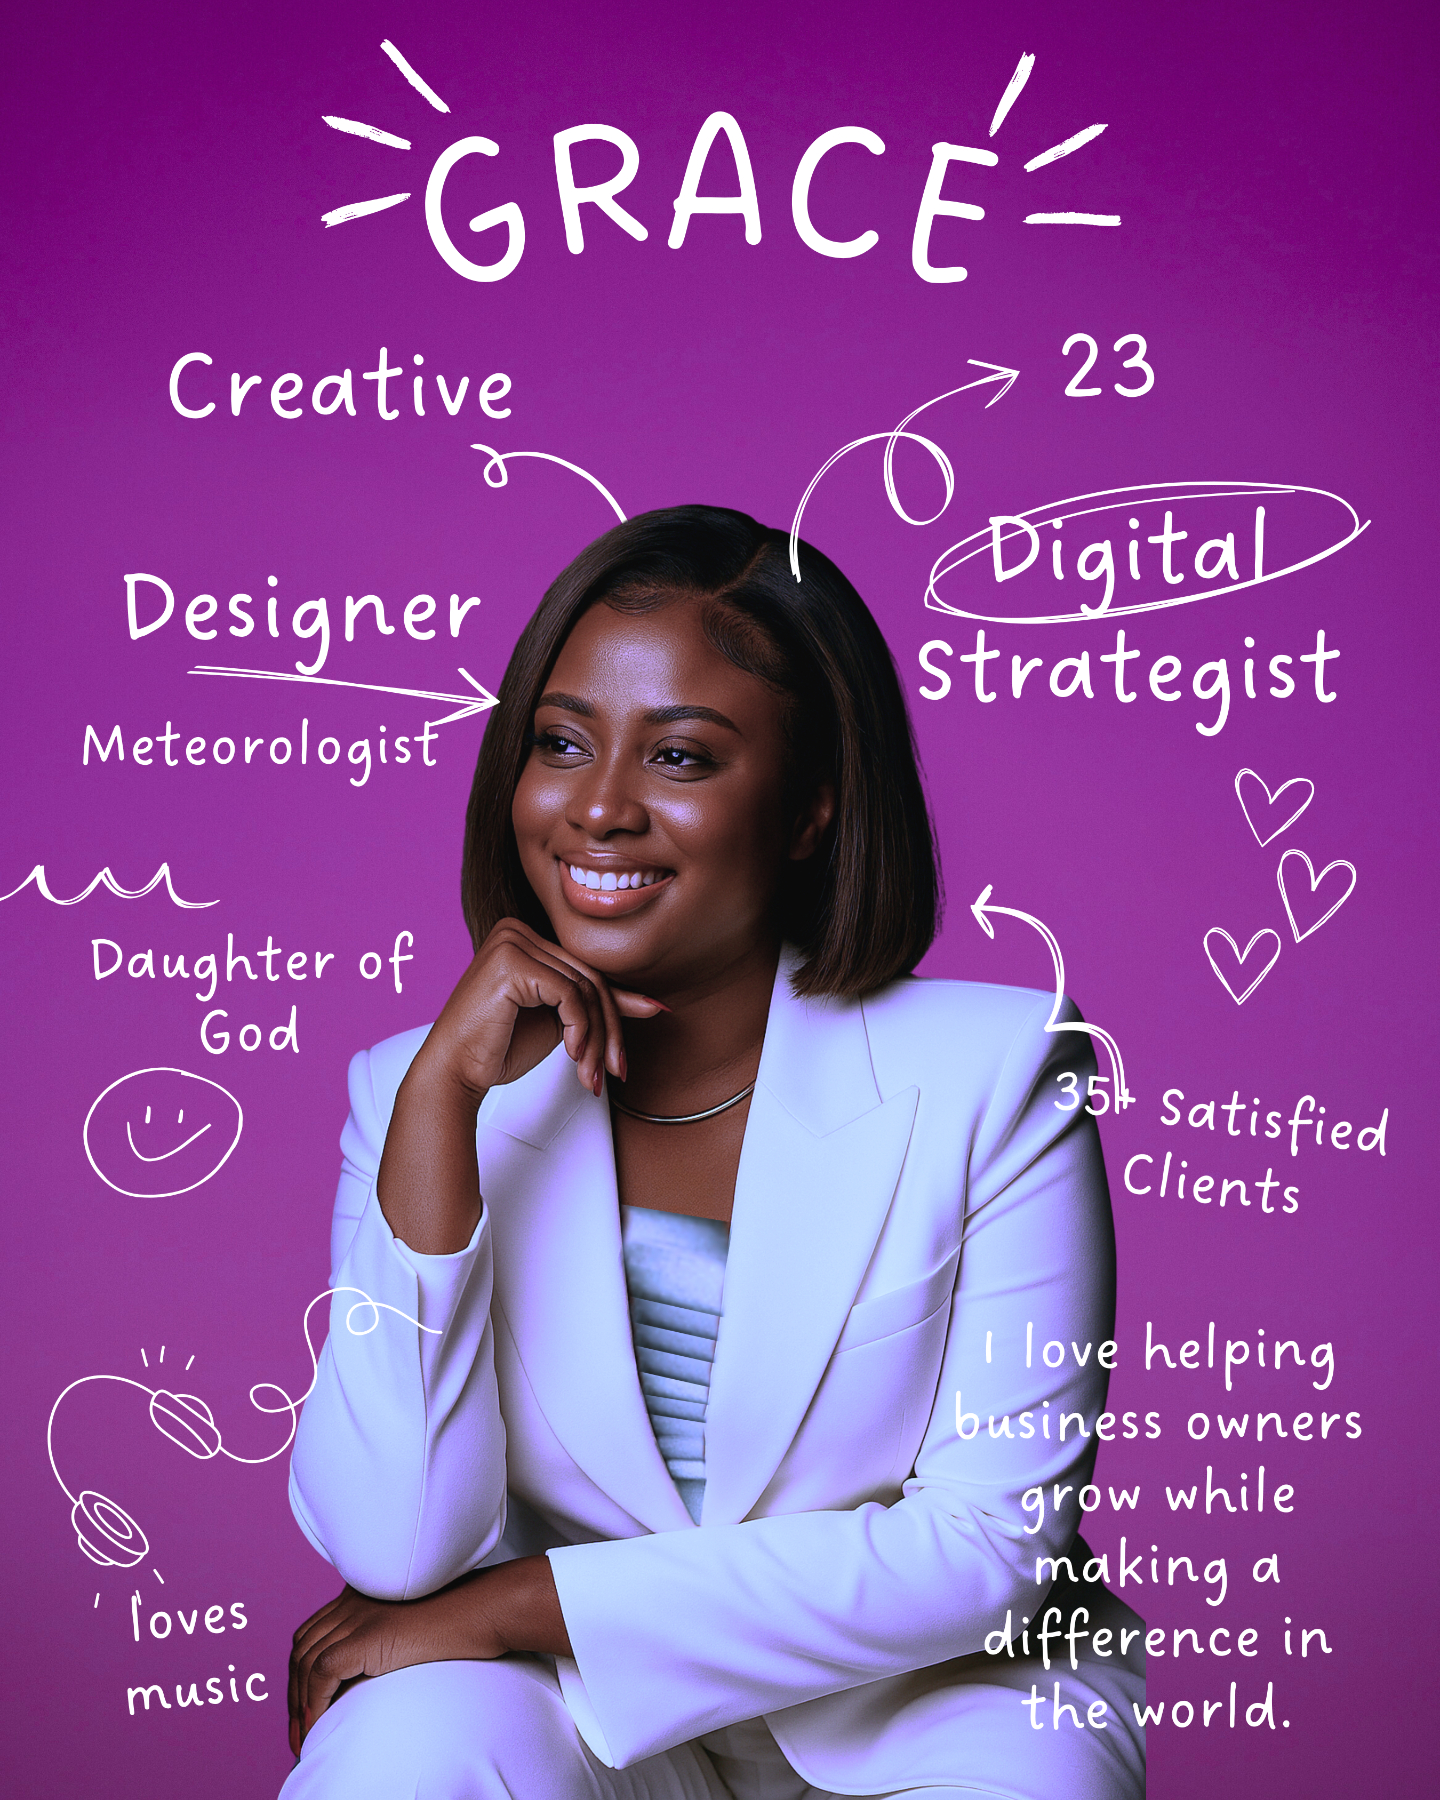 GRACE
Creative
23
Digital
Strategist
Designer
Meteorologist
Daughter of
God
35+ Satisfied
Clients
I love helping
business owners
grow while
making a
difference in
the world.
loves
music